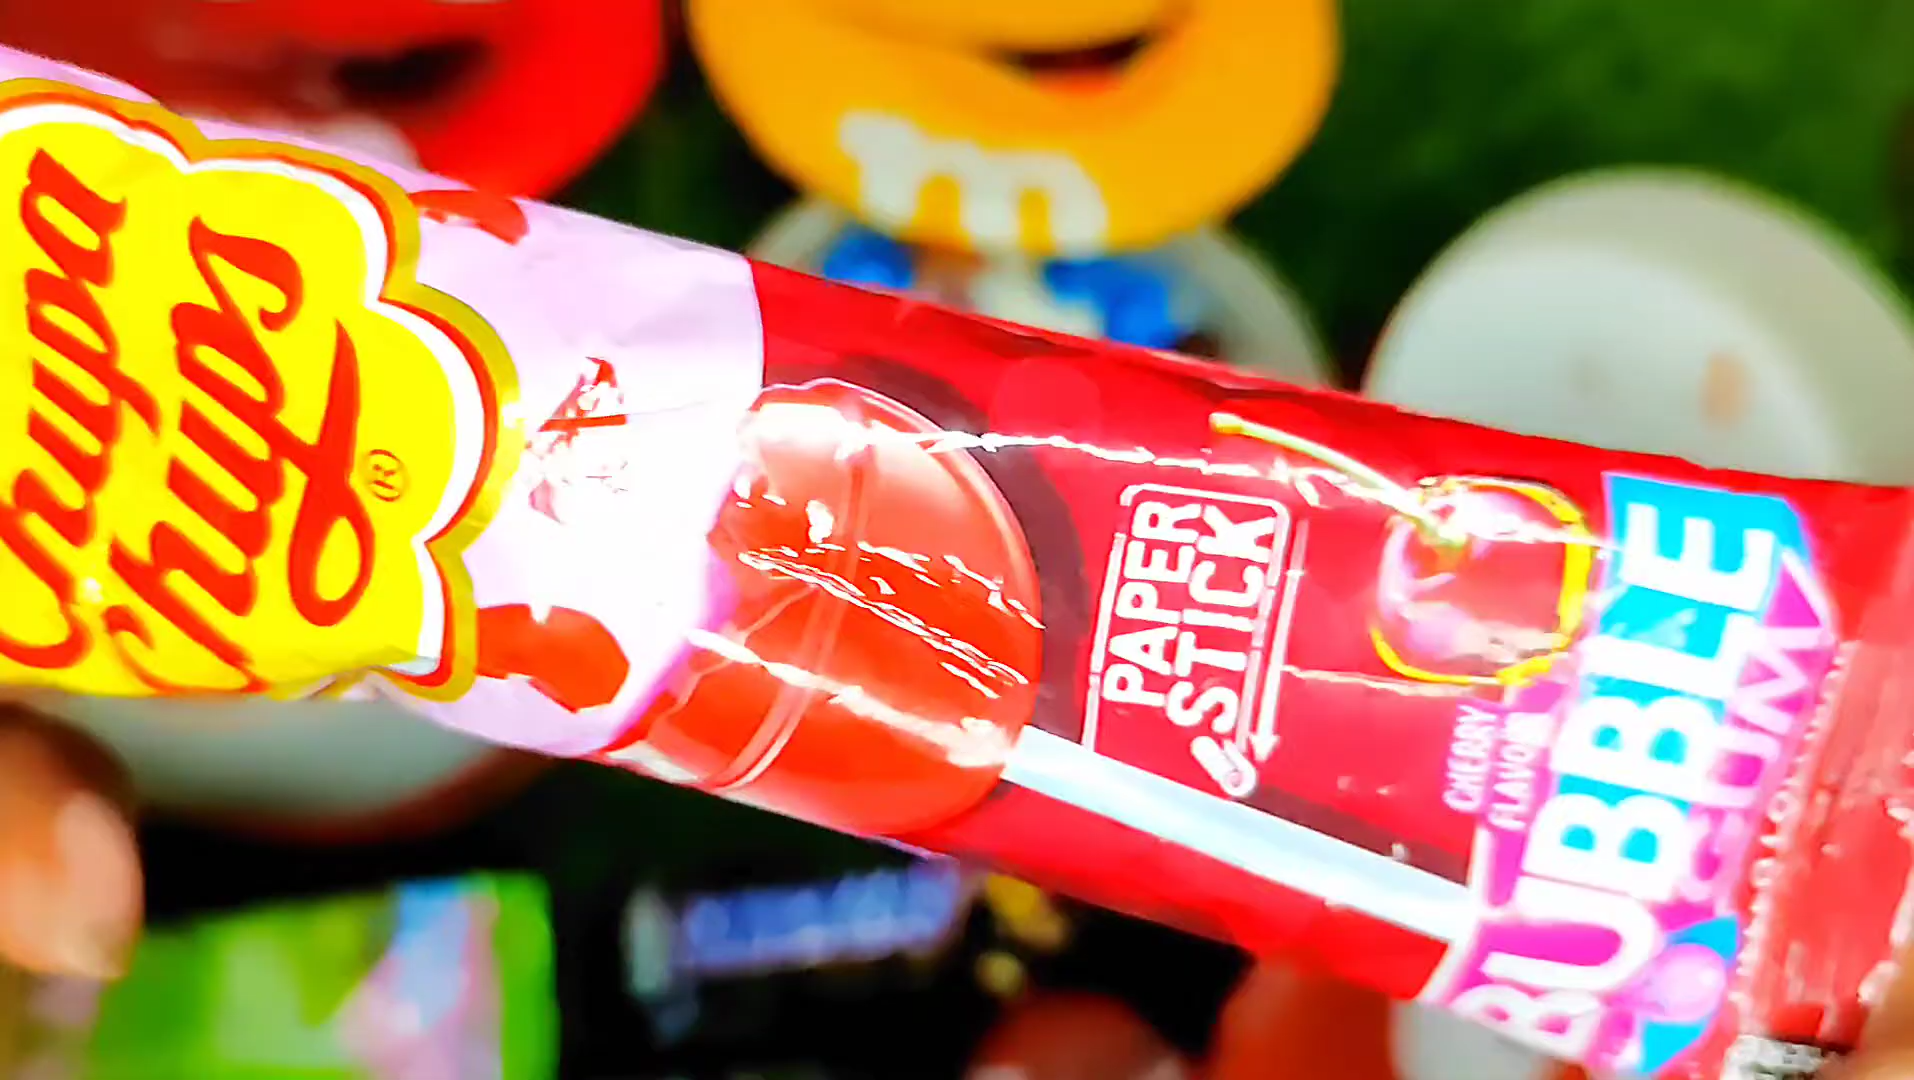 Chupa
Chups
®
PAPER
STICK
CHERRY
FLAVOR
BUBBLE
GUM
m